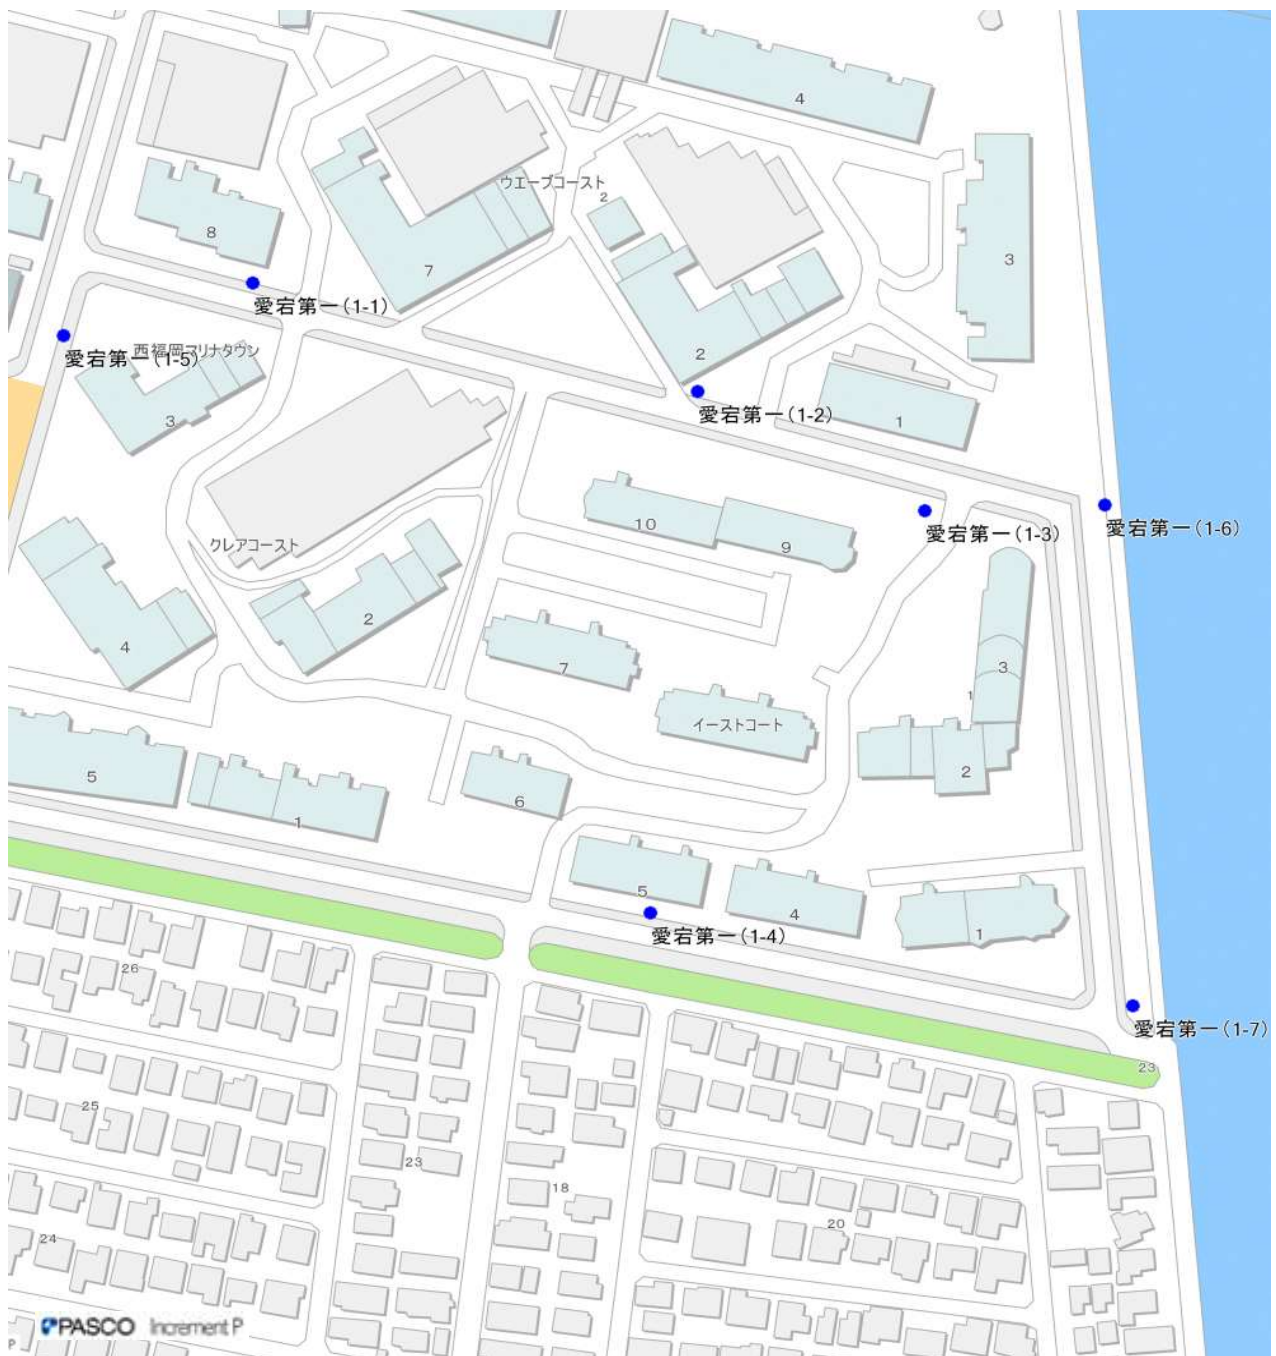 4
ウエーブコースト
2
8
7
3
愛宕第一(1-1)
西福岡マリナタウン
愛宕第一(1-5)
2
愛宕第一(1-2)
3
1
クレアコースト
10
9
愛宕第一(1-3)
愛宕第一(1-6)
4
2
7
3
1
イーストコート
5
6
2
1
5
4
愛宕第一(1-4)
1
26
愛宕第一(1-7)
23
25
23
18
20
24
PASCO Increment P
P